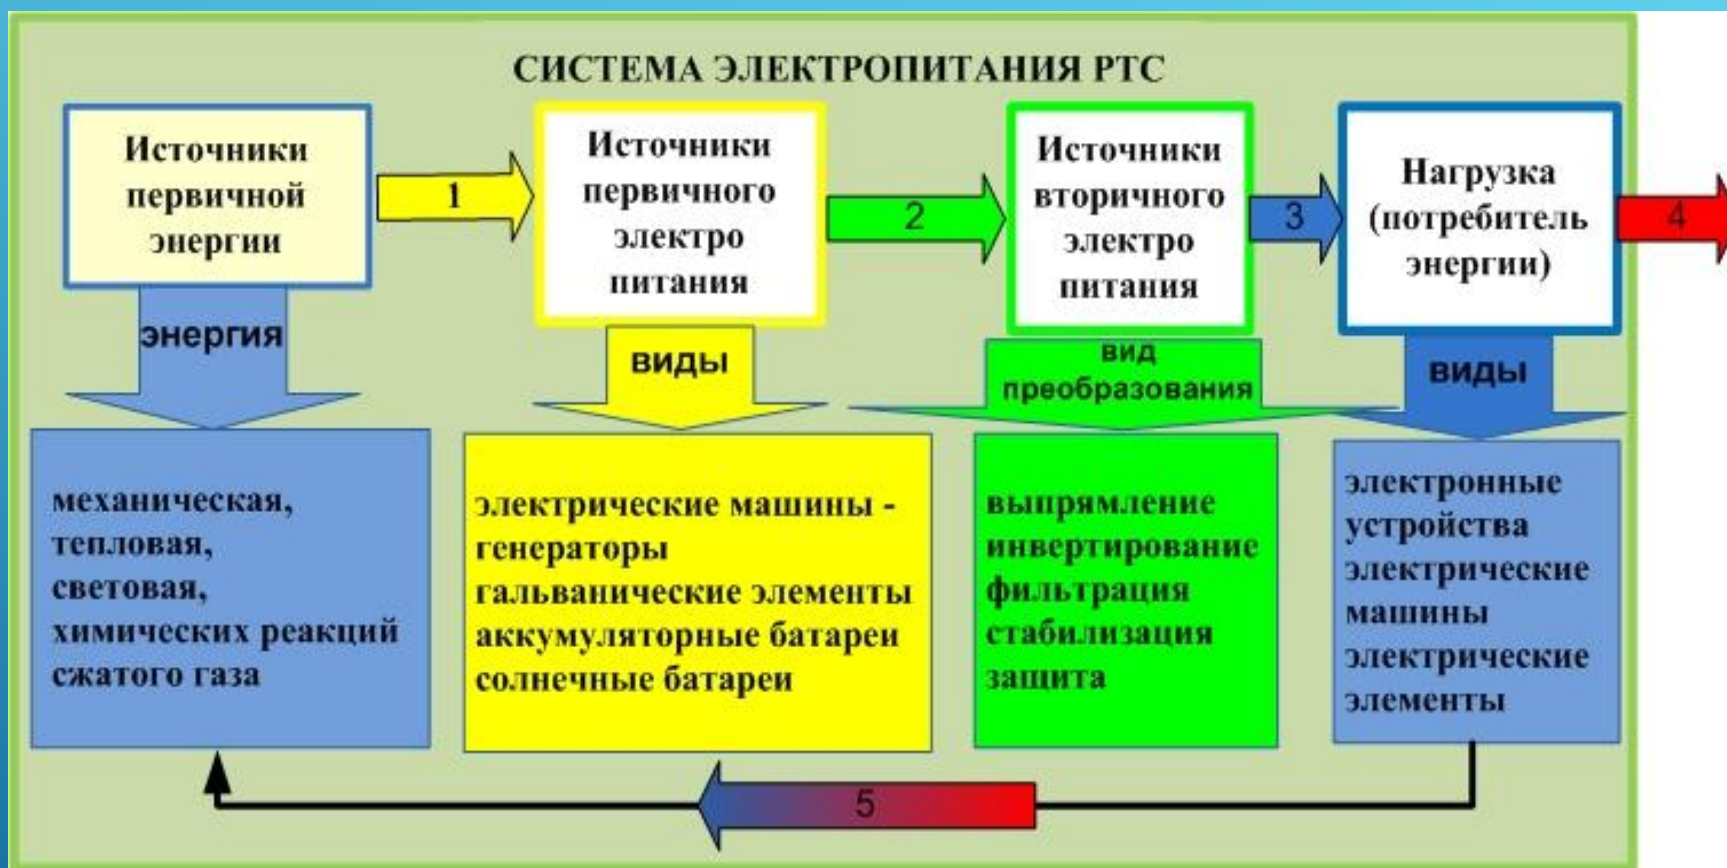 СИСТЕМА ЭЛЕКТРОПИТАНИЯ РТС
Источники
первичной
энергии
1
Источники
первичного
электро
питания
2
Источники
вторичного
электро
питания
3
Нагрузка
(потребитель
энергии)
4
энергия
виды
вид
преобразования
виды
механическая,
тепловая,
световая,
химических реакций
сжатого газа
электрические машины -
генераторы
гальванические элементы
аккумуляторные батареи
солнечные батареи
выпрямление
инвертирование
фильтрация
стабилизация
защита
электронные
устройства
электрические
машины
электрические
элементы
5